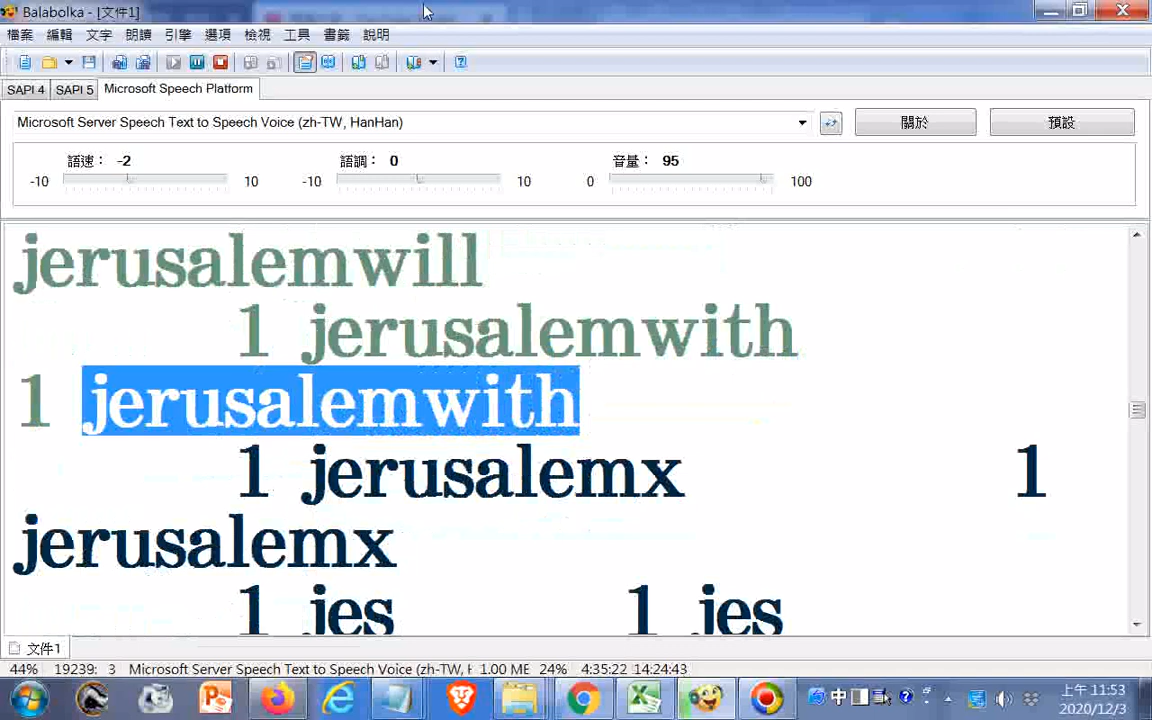 Balabolka - [文件1]
檔案 編輯 文字 朗讀 引擎 選項 檢視 工具 書籤 說明
SAPI 4 SAPI 5 Microsoft Speech Platform
Microsoft Server Speech Text to Speech Voice (zh-TW, HanHan) 關於 預設
語速： -2 語調： 0 音量： 95
-10 10 -10 10 0 100
jerusalemwill
1 jerusalemwith
1 jerusalemwith
1 jerusalemx 1
jerusalemx
1 jes 1 jes
文件1
44% 19239: 3 Microsoft Server Speech Text to Speech Voice (zh-TW, H 1.00 ME 24% 4:35:22 14:24:43
中 上午 11:53
2020/12/3